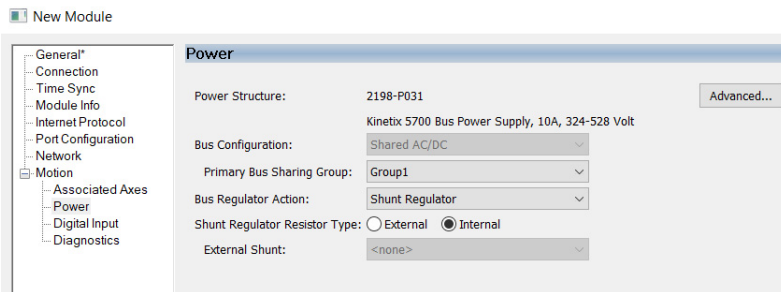 New Module
General*
Connection
Time Sync
Module Info
Internet Protocol
Port Configuration
Network
Motion
Associated Axes
Power
Digital Input
Diagnostics
Power
Power Structure: 2198-P031 Advanced...
Kinetix 5700 Bus Power Supply, 10A, 324-528 Volt
Bus Configuration: Shared AC/DC
Primary Bus Sharing Group: Group1
Bus Regulator Action: Shunt Regulator
Shunt Regulator Resistor Type: External Internal
External Shunt: <none>